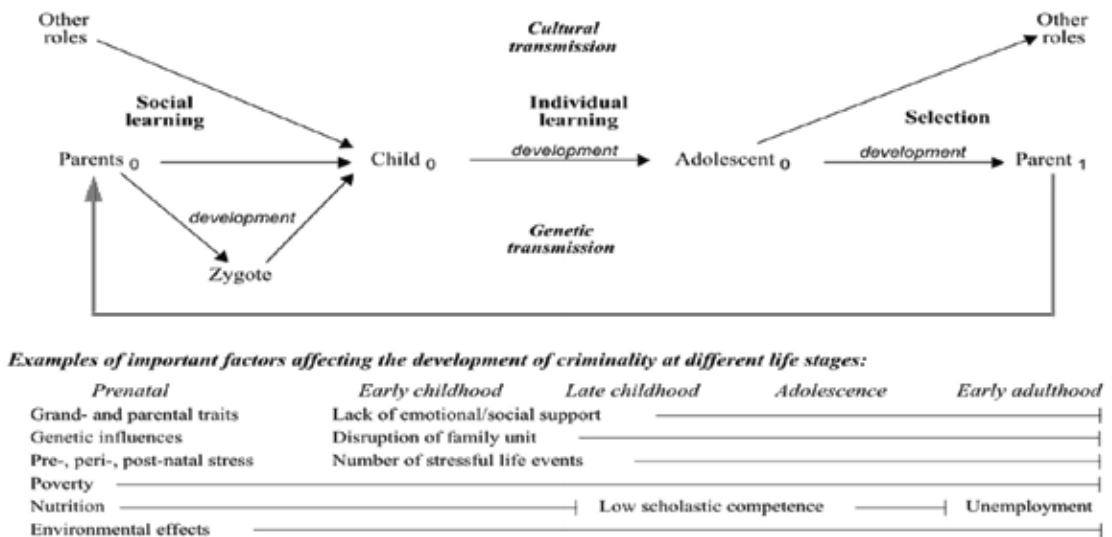 Other roles
Cultural transmission
Other roles
Social learning
Individual learning
Selection
Parents 0
Child 0
development
Adolescent 0
development
Parent 1
development
Genetic transmission
Zygote
Examples of important factors affecting the development of criminality at different life stages:
Prenatal Early childhood Late childhood Adolescence Early adulthood
Grand- and parental traits Lack of emotional/social support
Genetic influences Disruption of family unit
Pre-, peri-, post-natal stress Number of stressful life events
Poverty
Nutrition Low scholastic competence Unemployment
Environmental effects